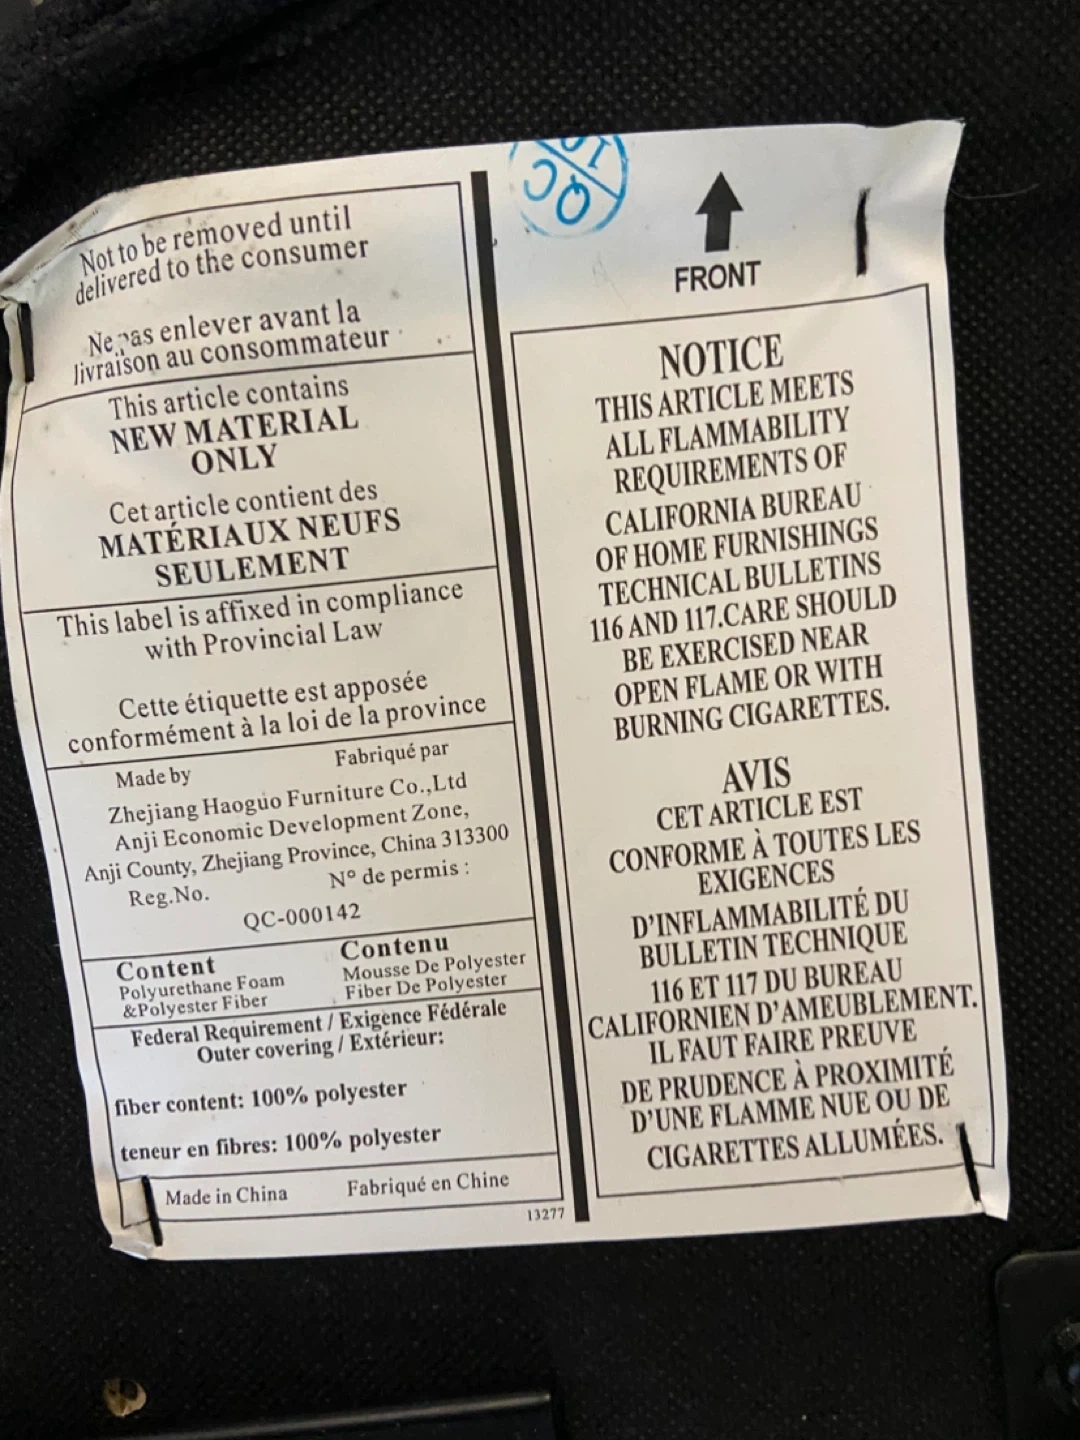 Not to be removed until
delivered to the consumer
Ne pas enlever avant la
livraison au consommateur
This article contains
NEW MATERIAL
ONLY
Cet article contient des
MATÉRIAUX NEUFS
SEULEMENT
This label is affixed in compliance
with Provincial Law
Cette étiquette est apposée
conformément à la loi de la province
Made by Fabriqué par
Zhejiang Haoguo Furniture Co.,Ltd
Anji Economic Development Zone,
Anji County, Zhejiang Province, China 313300
Reg.No. N° de permis :
QC-000142
Content Contenu
Polyurethane Foam Mousse De Polyester
&Polyester Fiber Fiber De Polyester
Federal Requirement / Exigence Fédérale
Outer covering / Extérieur:
fiber content: 100% polyester
teneur en fibres: 100% polyester
Made in China Fabriqué en Chine
13277
QC
FRONT
NOTICE
THIS ARTICLE MEETS
ALL FLAMMABILITY
REQUIREMENTS OF
CALIFORNIA BUREAU
OF HOME FURNISHINGS
TECHNICAL BULLETINS
116 AND 117.CARE SHOULD
BE EXERCISED NEAR
OPEN FLAME OR WITH
BURNING CIGARETTES.
AVIS
CET ARTICLE EST
CONFORME À TOUTES LES
EXIGENCES
D'INFLAMMABILITÉ DU
BULLETIN TECHNIQUE
116 ET 117 DU BUREAU
CALIFORNIEN D'AMEUBLEMENT.
IL FAUT FAIRE PREUVE
DE PRUDENCE À PROXIMITÉ
D'UNE FLAMME NUE OU DE
CIGARETTES ALLUMÉES.